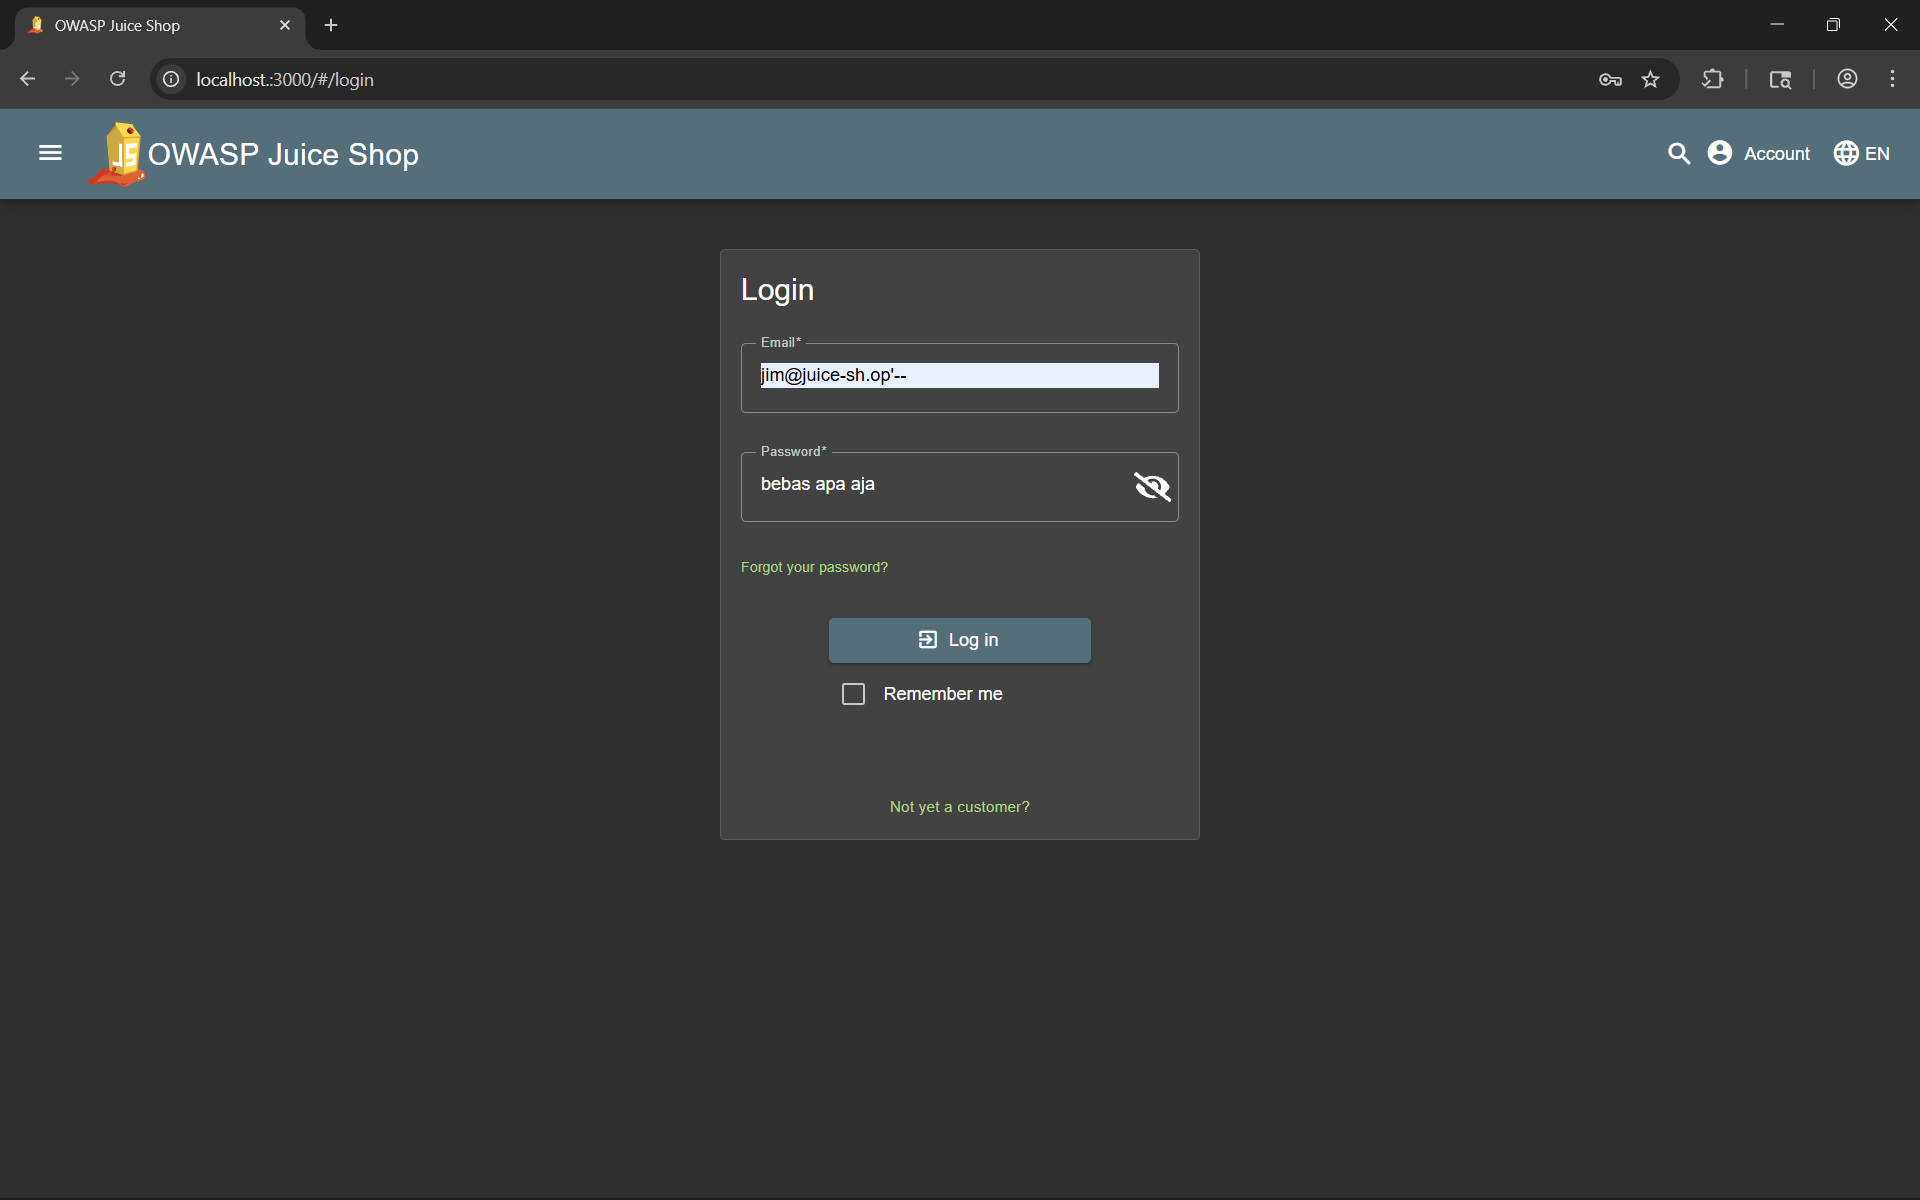 OWASP Juice Shop
localhost:3000/#/login
JS
OWASP Juice Shop
Account
EN
Login
Email*
jim@juice-sh.op'--
Password*
bebas apa aja
Forgot your password?
Log in
Remember me
Not yet a customer?